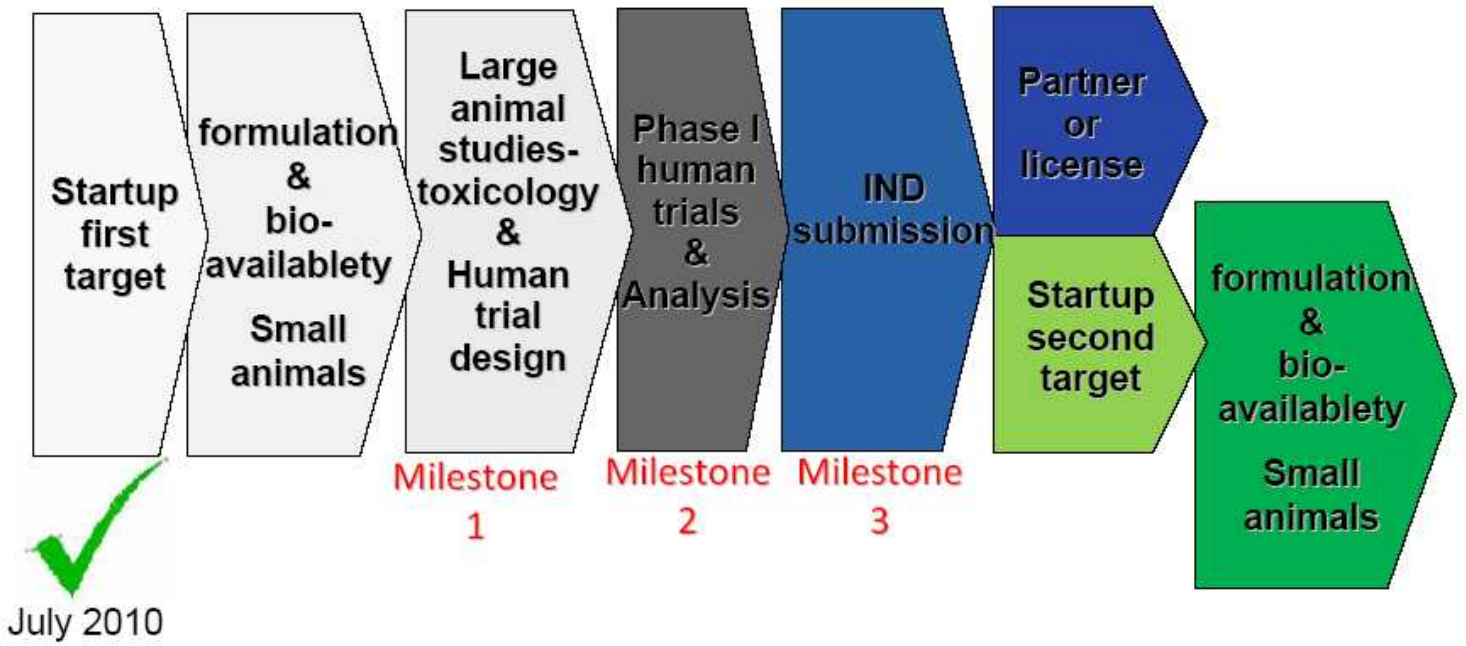 Startup
first
target
formulation
&
bio-
availablety
Small
animals
Large
animal
studies-
toxicology
&
Human
trial
design
Phase I
human
trials
&
Analysis
IND
submission
Partner
or
license
Startup
second
target
formulation
&
bio-
availablety
Small
animals
Milestone
1
Milestone
2
Milestone
3
July 2010